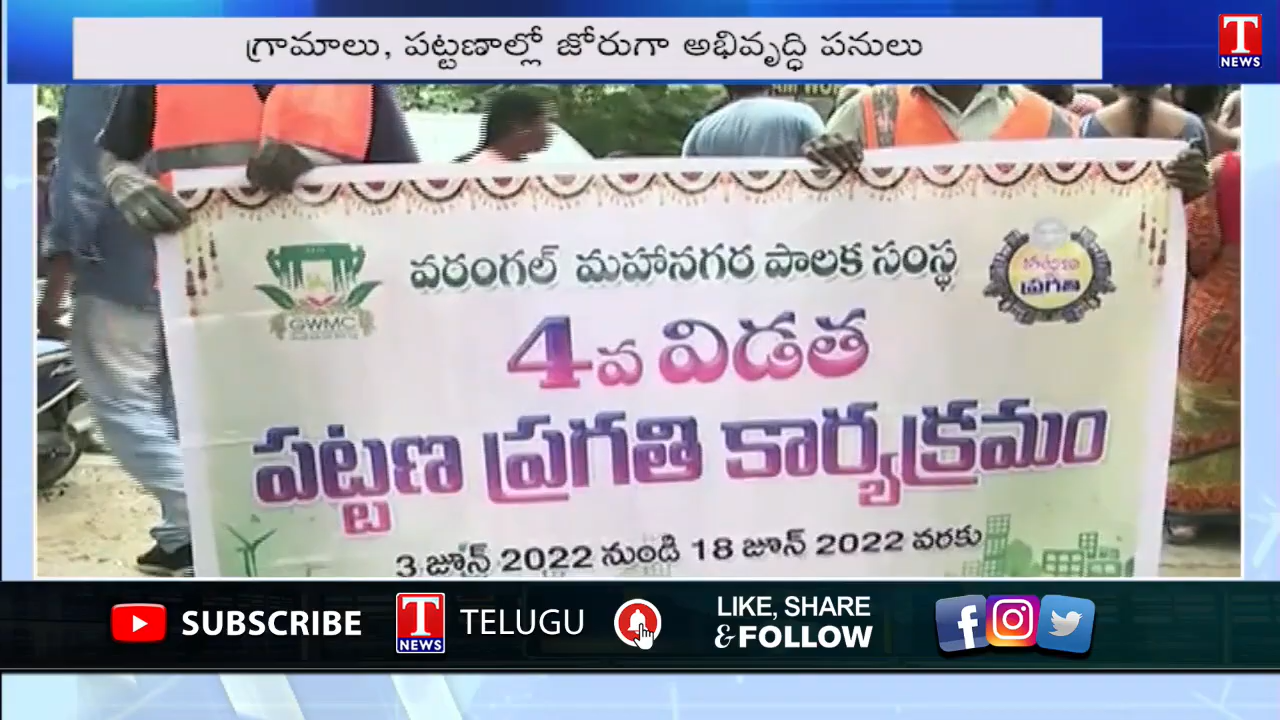 గ్రామాలు, పట్టణాల్లో జోరుగా అభివృద్ధి పనులు
T
NEWS
వరంగల్ మహానగర పాలక సంస్థ
GWMC
పట్టణ
ప్రగతి
4వ విడత
పట్టణ ప్రగతి కార్యక్రమం
3 జూన్ 2022 నుండి 18 జూన్ 2022 వరకు
SUBSCRIBE
T
NEWS
TELUGU
LIKE, SHARE
& FOLLOW